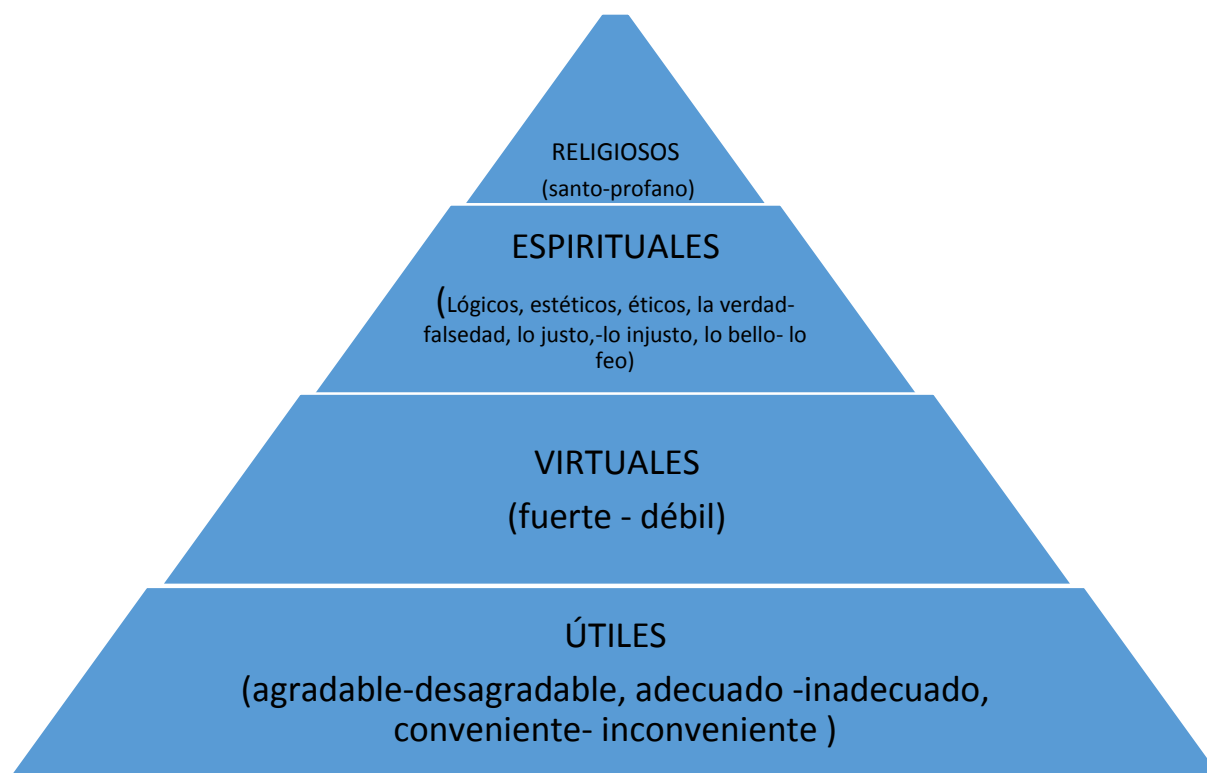 RELIGIOSOS
(santo-profano)
ESPIRITUALES
(Lógicos, estéticos, éticos, la verdad-
falsedad, lo justo,-lo injusto, lo bello- lo
feo)
VIRTUALES
(fuerte - débil)
ÚTILES
(agradable-desagradable, adecuado -inadecuado,
conveniente- inconveniente )